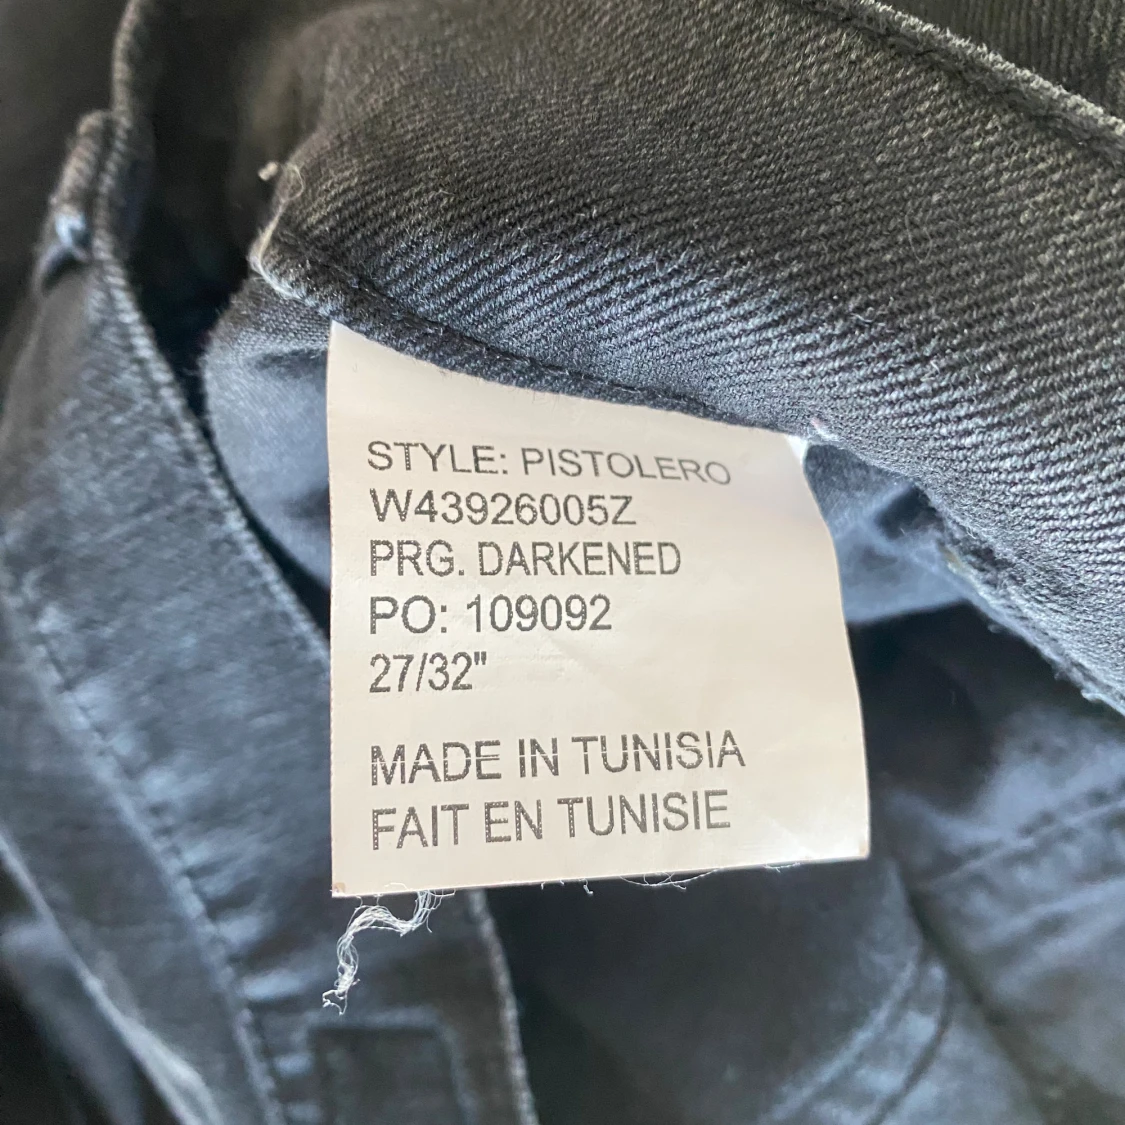 STYLE: PISTOLERO
W43926005Z
PRG. DARKENED
PO: 109092
27/32"
MADE IN TUNISIA
FAIT EN TUNISIE